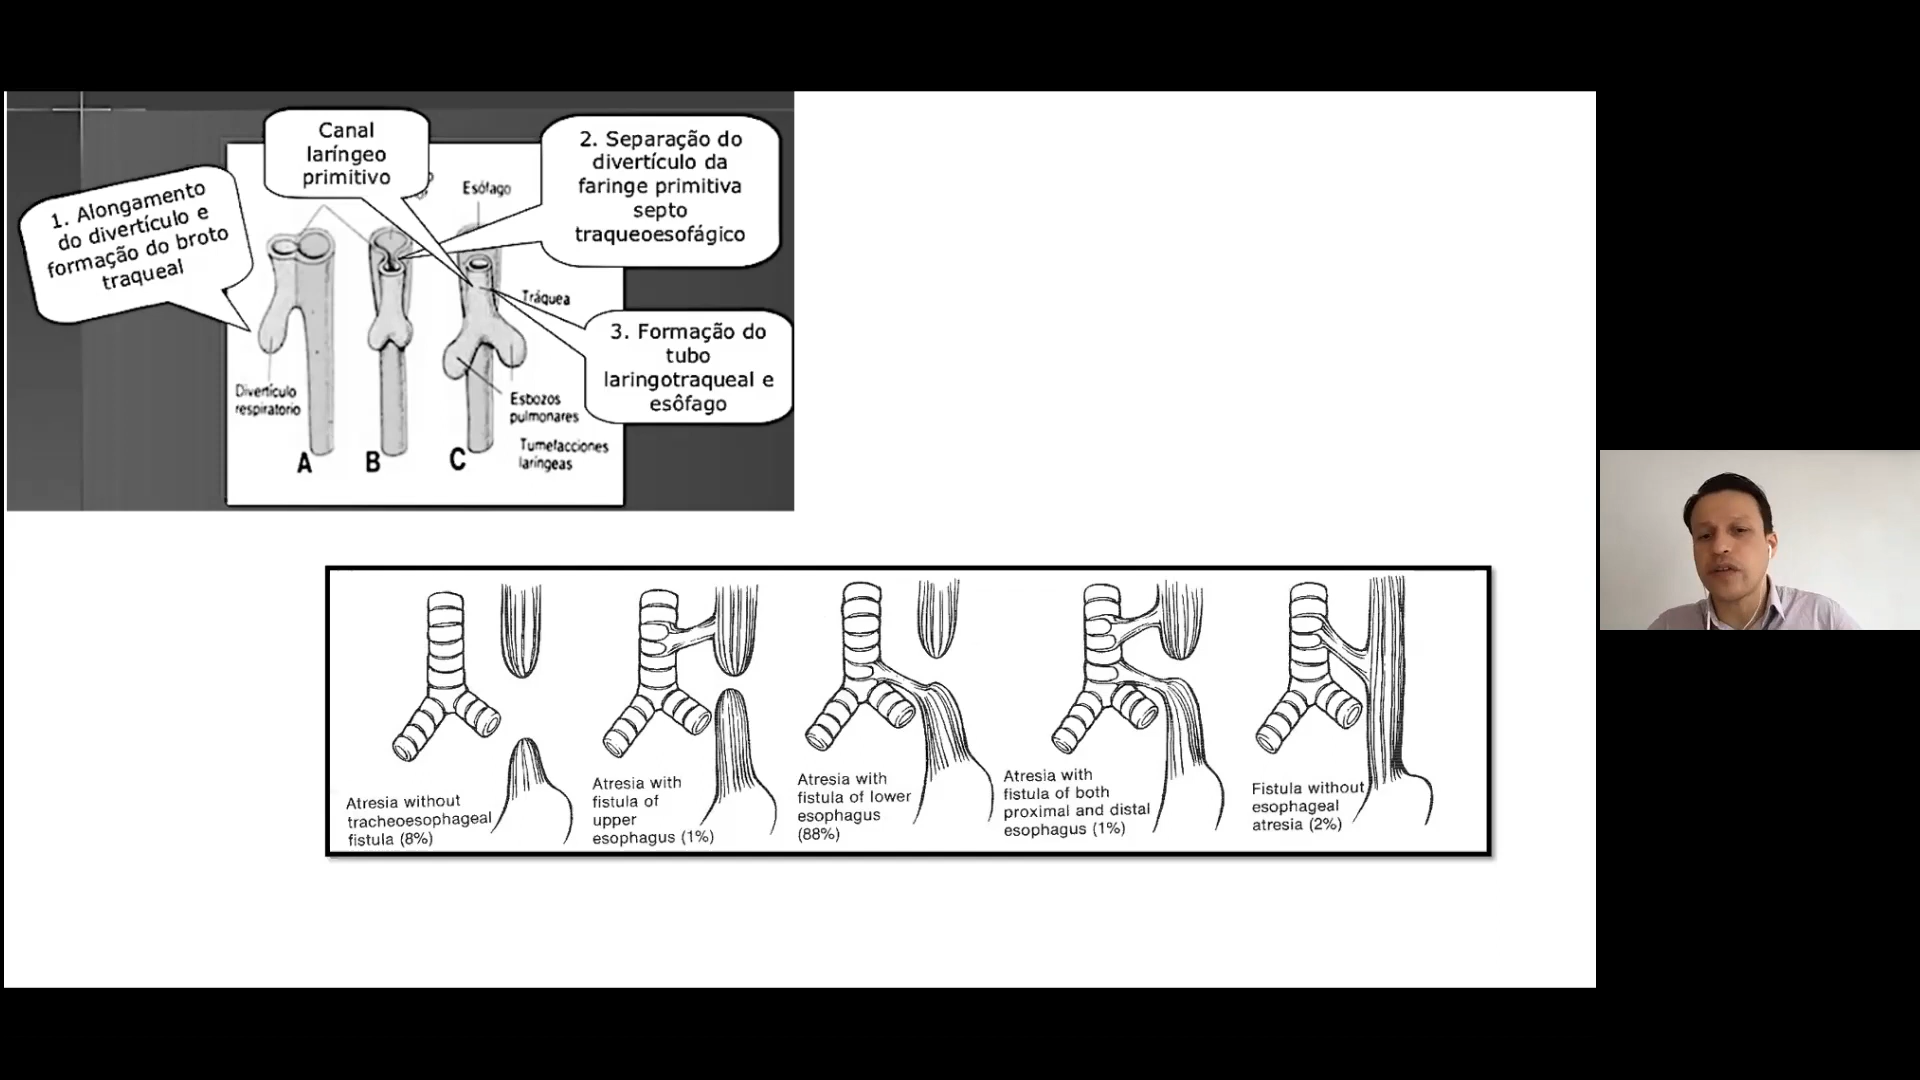 1. Alongamento
do divertículo e
formação do broto
traqueal
Canal
laríngeo
primitivo
2. Separação do
divertículo da
faringe primitiva
septo
traqueoesofágico
Esófago
Tráquea
3. Formação do
tubo
laringotraqueal e
esôfago
Divertículo
respiratorio
Esbozos
pulmonares
Tumefacciones
laríngeas
A
B
C
Atresia without
tracheoesophageal
fistula (8%)
Atresia with
fistula of
upper
esophagus (1%)
Atresia with
fistula of lower
esophagus
(88%)
Atresia with
fistula of both
proximal and distal
esophagus (1%)
Fistula without
esophageal
atresia (2%)